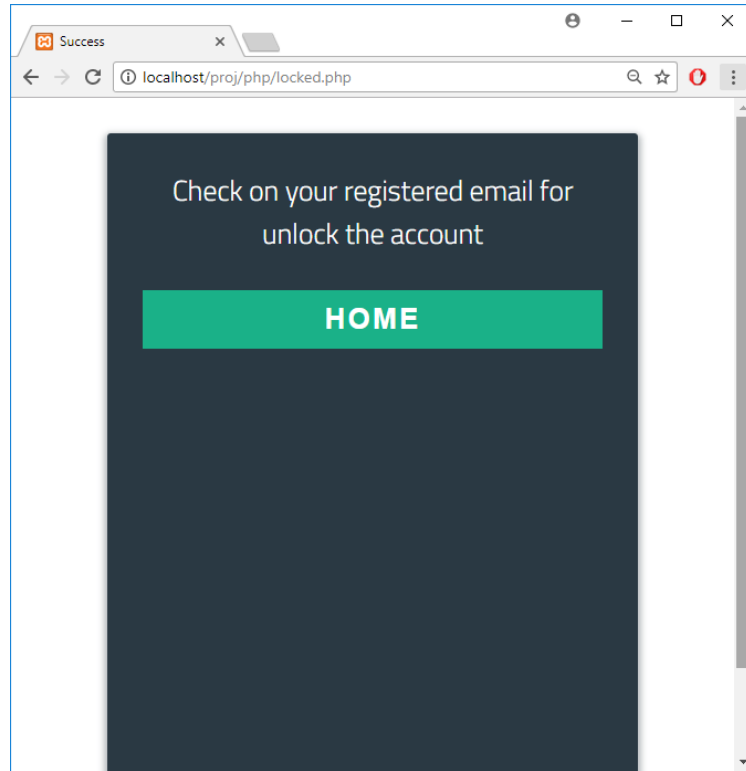 Success
localhost/proj/php/locked.php
Check on your registered email for
unlock the account
HOME